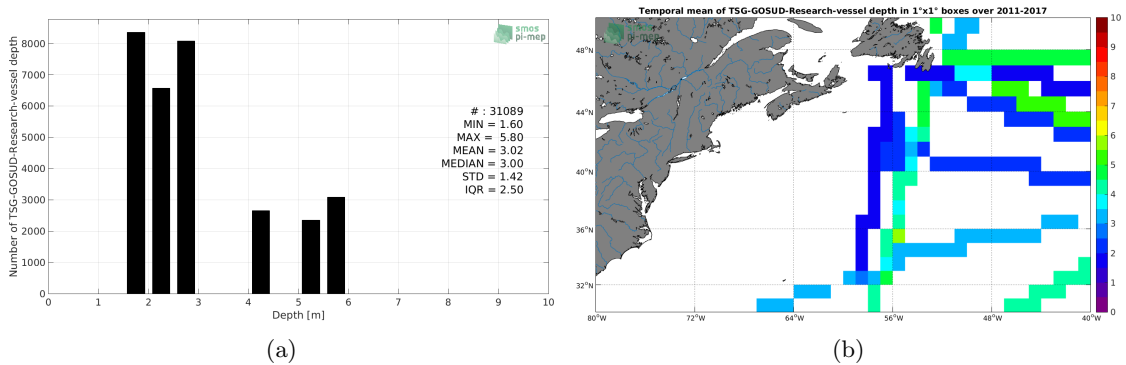 Number of TSG-GOSUD-Research-vessel depth
8000
7000
6000
5000
4000
3000
2000
1000
0
0 1 2 3 4 5 6 7 8 9 10
Depth [m]
smos
pi-mep
# : 31089
MIN = 1.60
MAX = 5.80
MEAN = 3.02
MEDIAN = 3.00
STD = 1.42
IQR = 2.50
(a)
Temporal mean of TSG-GOSUD-Research-vessel depth in 1°x1° boxes over 2011-2017
smos
pi-mep
48°N
44°N
40°N
36°N
32°N
80°W 72°W 64°W 56°W 48°W 40°W
10
9
8
7
6
5
4
3
2
1
0
(b)